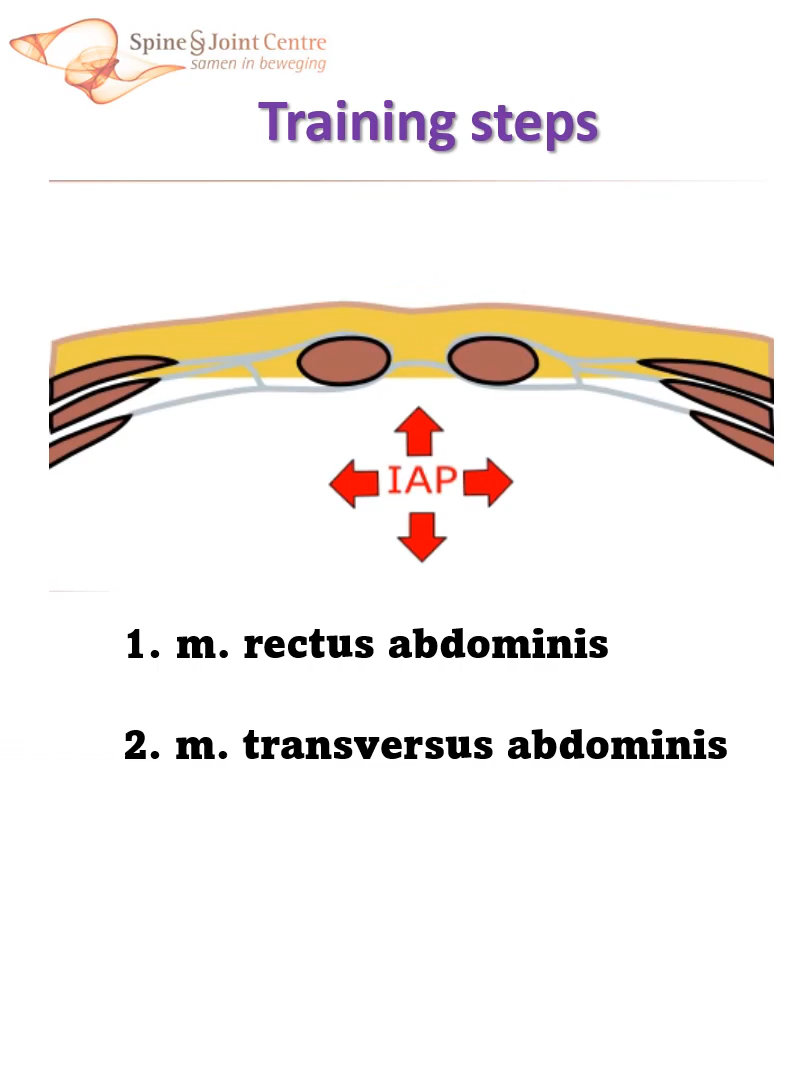 Spine & Joint Centre
samen in beweging
Training steps
IAP
1. m. rectus abdominis
2. m. transversus abdominis